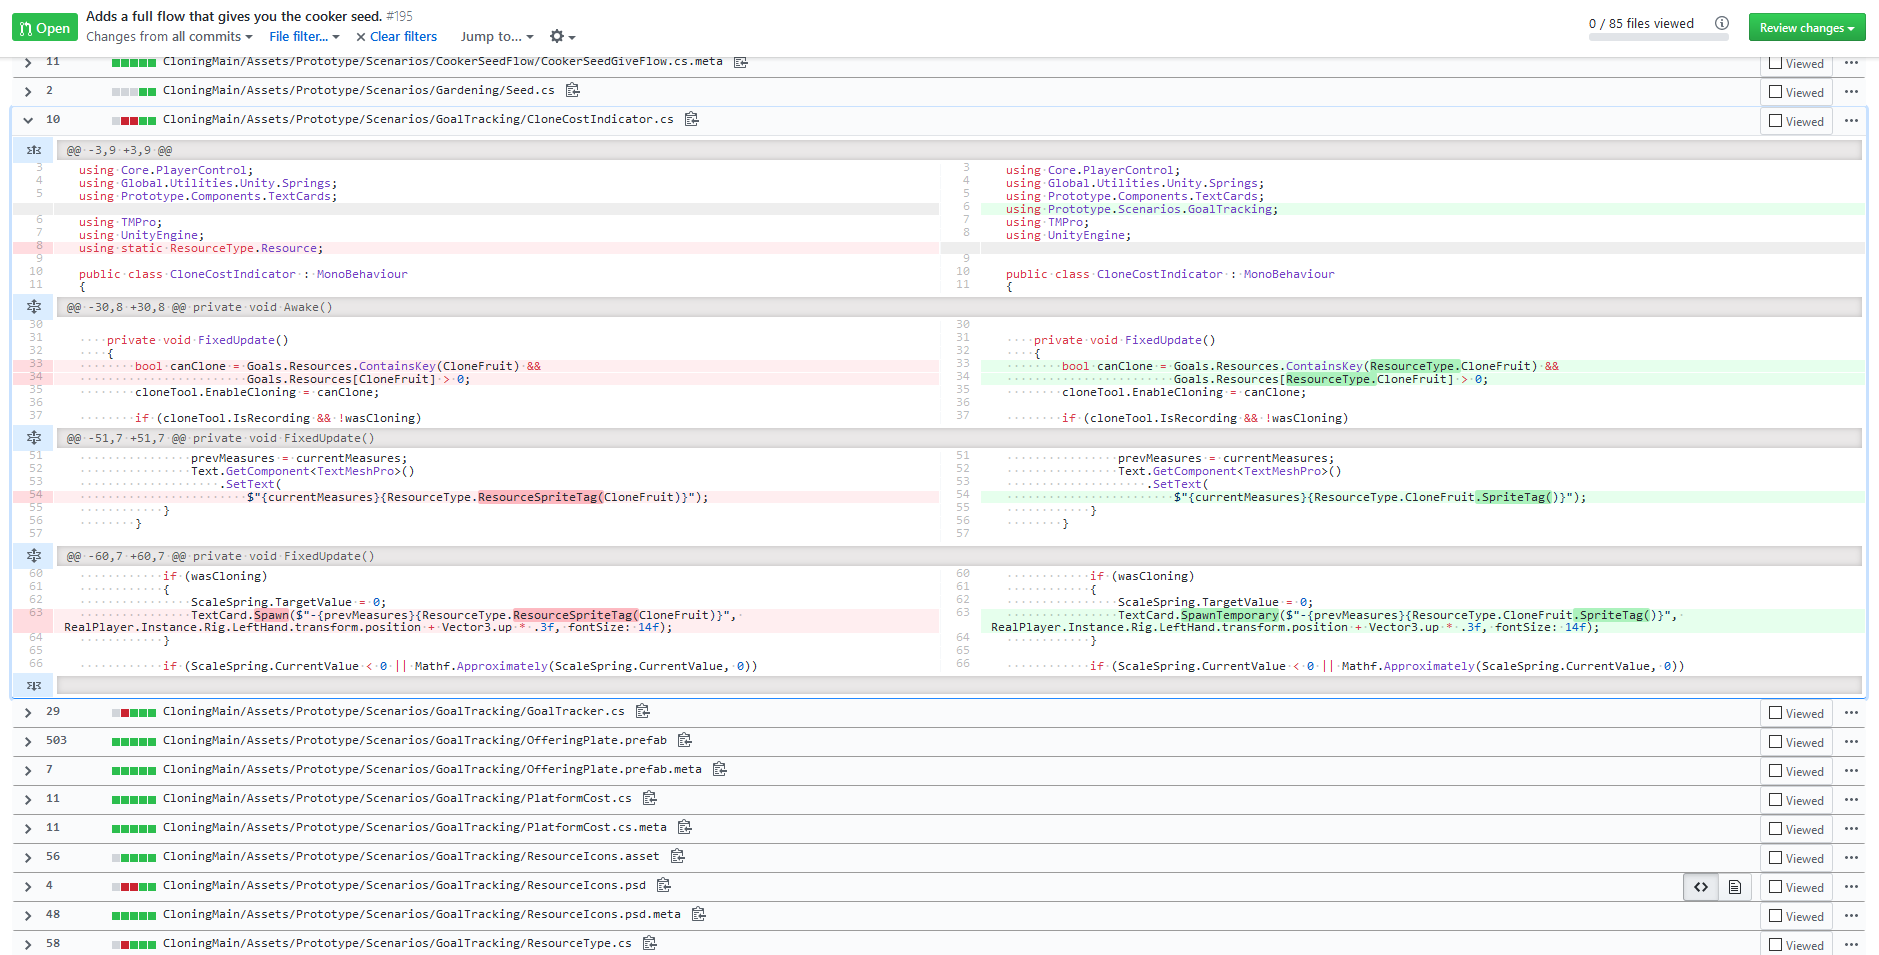 Open
Adds a full flow that gives you the cooker seed. #195
Changes from all commits
File filter...
Clear filters
Jump to...
0 / 85 files viewed
Review changes
11 CloningMain/Assets/Prototype/Scenarios/CookerSeedFlow/CookerSeedGiveFlow.cs.meta Viewed
2 CloningMain/Assets/Prototype/Scenarios/Gardening/Seed.cs Viewed
10 CloningMain/Assets/Prototype/Scenarios/GoalTracking/CloneCostIndicator.cs Viewed
@@ -3,9 +3,9 @@
3 using Core.PlayerControl; 3 using Core.PlayerControl;
4 using Global.Utilities.Unity.Springs; 4 using Global.Utilities.Unity.Springs;
5 using Prototype.Components.TextCards; 5 using Prototype.Components.TextCards;
6 using Prototype.Scenarios.GoalTracking;
6 using TMPro; 7 using TMPro;
7 using UnityEngine; 8 using UnityEngine;
8 using static ResourceType.Resource;
9 9
10 public class CloneCostIndicator : MonoBehaviour 10 public class CloneCostIndicator : MonoBehaviour
11 { 11 {
@@ -30,8 +30,8 @@ private void Awake()
30 30
31 private void FixedUpdate() 31 private void FixedUpdate()
32 { 32 {
33 bool canClone = Goals.Resources.ContainsKey(CloneFruit) && 33 bool canClone = Goals.Resources.ContainsKey(ResourceType.CloneFruit) &&
34 Goals.Resources[CloneFruit] > 0; 34 Goals.Resources[ResourceType.CloneFruit] > 0;
35 cloneTool.EnableCloning = canClone; 35 cloneTool.EnableCloning = canClone;
36 36
37 if (cloneTool.IsRecording && !wasCloning) 37 if (cloneTool.IsRecording && !wasCloning)
@@ -51,7 +51,7 @@ private void FixedUpdate()
51 prevMeasures = currentMeasures; 51 prevMeasures = currentMeasures;
52 Text.GetComponent<TextMeshPro>() 52 Text.GetComponent<TextMeshPro>()
53 .SetText( 53 .SetText(
54 $"{currentMeasures}{ResourceType.ResourceSpriteTag(CloneFruit)}"); 54 $"{currentMeasures}{ResourceType.CloneFruit.SpriteTag()}");
55 } 55 }
56 } 56 }
57 57
@@ -60,7 +60,7 @@ private void FixedUpdate()
60 if (wasCloning) 60 if (wasCloning)
61 { 61 {
62 ScaleSpring.TargetValue = 0; 62 ScaleSpring.TargetValue = 0;
63 TextCard.Spawn($"-{prevMeasures}{ResourceType.ResourceSpriteTag(CloneFruit)}", 63 TextCard.SpawnTemporary($"-{prevMeasures}{ResourceType.CloneFruit.SpriteTag()}",
RealPlayer.Instance.Rig.LeftHand.transform.position + Vector3.up * .3f, fontSize: 14f); RealPlayer.Instance.Rig.LeftHand.transform.position + Vector3.up * .3f, fontSize: 14f);
64 } 64 }
65 65
66 if (ScaleSpring.CurrentValue < 0 || Mathf.Approximately(ScaleSpring.CurrentValue, 0)) 66 if (ScaleSpring.CurrentValue < 0 || Mathf.Approximately(ScaleSpring.CurrentValue, 0))
29 CloningMain/Assets/Prototype/Scenarios/GoalTracking/GoalTracker.cs Viewed
503 CloningMain/Assets/Prototype/Scenarios/GoalTracking/OfferingPlate.prefab Viewed
7 CloningMain/Assets/Prototype/Scenarios/GoalTracking/OfferingPlate.prefab.meta Viewed
11 CloningMain/Assets/Prototype/Scenarios/GoalTracking/PlatformCost.cs Viewed
11 CloningMain/Assets/Prototype/Scenarios/GoalTracking/PlatformCost.cs.meta Viewed
56 CloningMain/Assets/Prototype/Scenarios/GoalTracking/ResourceIcons.asset Viewed
4 CloningMain/Assets/Prototype/Scenarios/GoalTracking/ResourceIcons.psd Viewed
48 CloningMain/Assets/Prototype/Scenarios/GoalTracking/ResourceIcons.psd.meta Viewed
58 CloningMain/Assets/Prototype/Scenarios/GoalTracking/ResourceType.cs Viewed